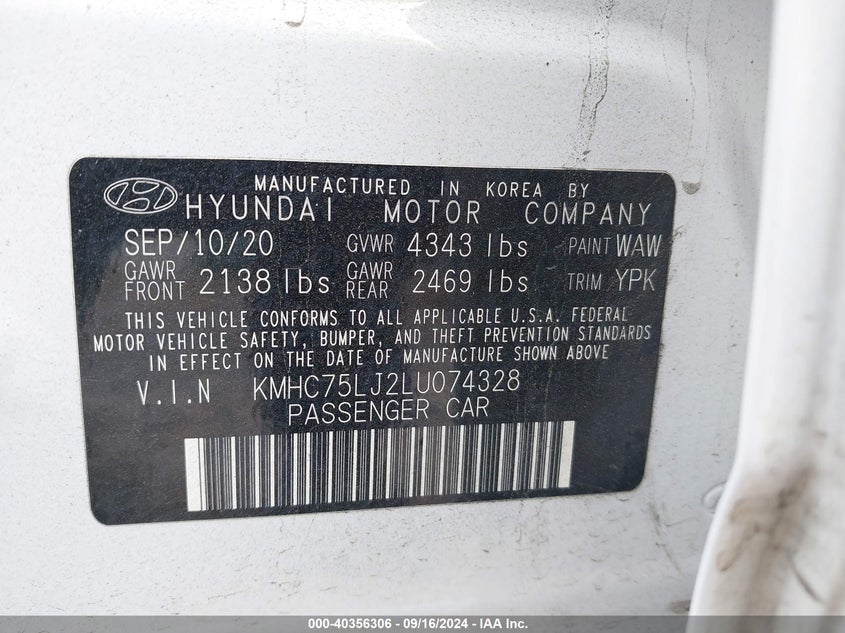 MANUFACTURED IN KOREA BY
HYUNDAI MOTOR COMPANY
SEP/10/20 GVWR 4343 lbs PAINT WAW
GAWR FRONT 2138 lbs GAWR REAR 2469 lbs TRIM YPK
THIS VEHICLE CONFORMS TO ALL APPLICABLE U.S.A. FEDERAL
MOTOR VEHICLE SAFETY, BUMPER, AND THEFT PREVENTION STANDARDS
IN EFFECT ON THE DATE OF MANUFACTURE SHOWN ABOVE
V.I.N KMHC75LJ2LU074328
PASSENGER CAR
000-40356306 - 09/16/2024 - IAA Inc.